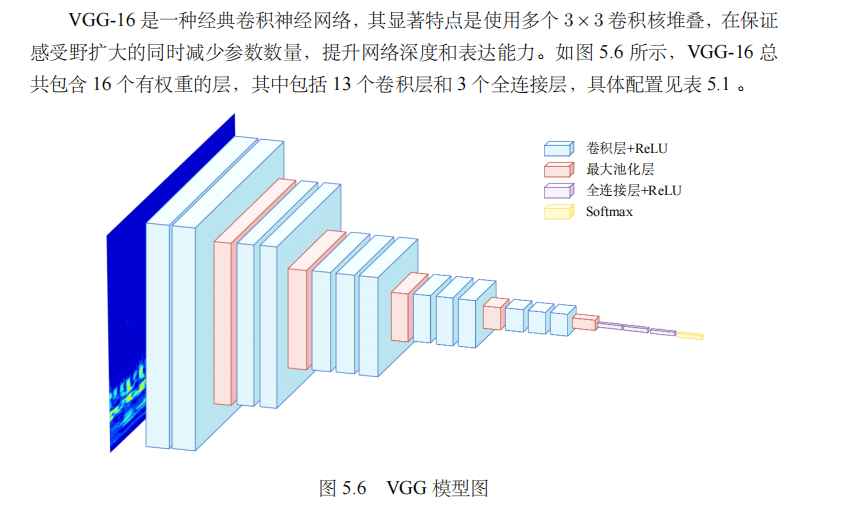 VGG-16 是一种经典卷积神经网络，其显著特点是使用多个 3 × 3 卷积核堆叠，在保证
感受野扩大的同时减少参数数量，提升网络深度和表达能力。如图 5.6 所示，VGG-16 总
共包含 16 个有权重的层，其中包括 13 个卷积层和 3 个全连接层，具体配置见表 5.1 。
卷积层+ReLU
最大池化层
全连接层+ReLU
Softmax
图 5.6 VGG 模型图